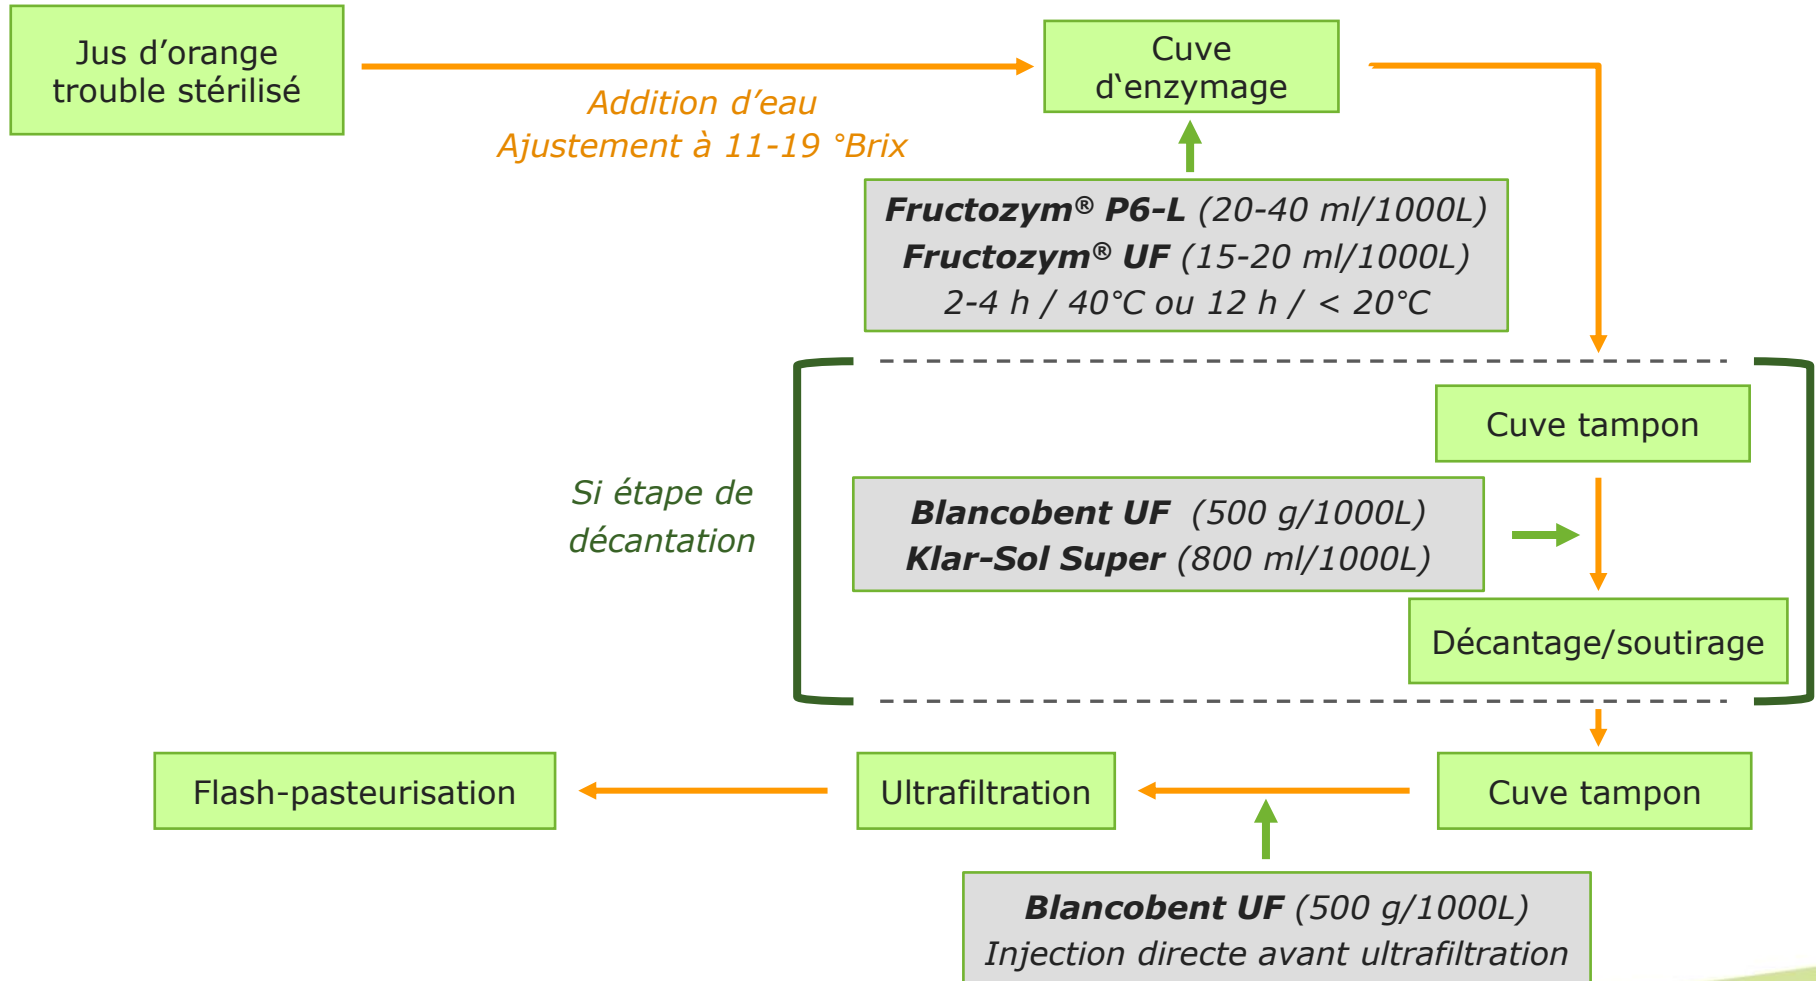 Jus d’orange
trouble stérilisé
Addition d’eau
Ajustement à 11-19 °Brix
Cuve
d‘enzymage
Fructozym® P6-L (20-40 ml/1000L)
Fructozym® UF (15-20 ml/1000L)
2-4 h / 40°C ou 12 h / < 20°C
Cuve tampon
Si étape de
décantation
Blancobent UF (500 g/1000L)
Klar-Sol Super (800 ml/1000L)
Décantage/soutirage
Flash-pasteurisation
Ultrafiltration
Cuve tampon
Blancobent UF (500 g/1000L)
Injection directe avant ultrafiltration